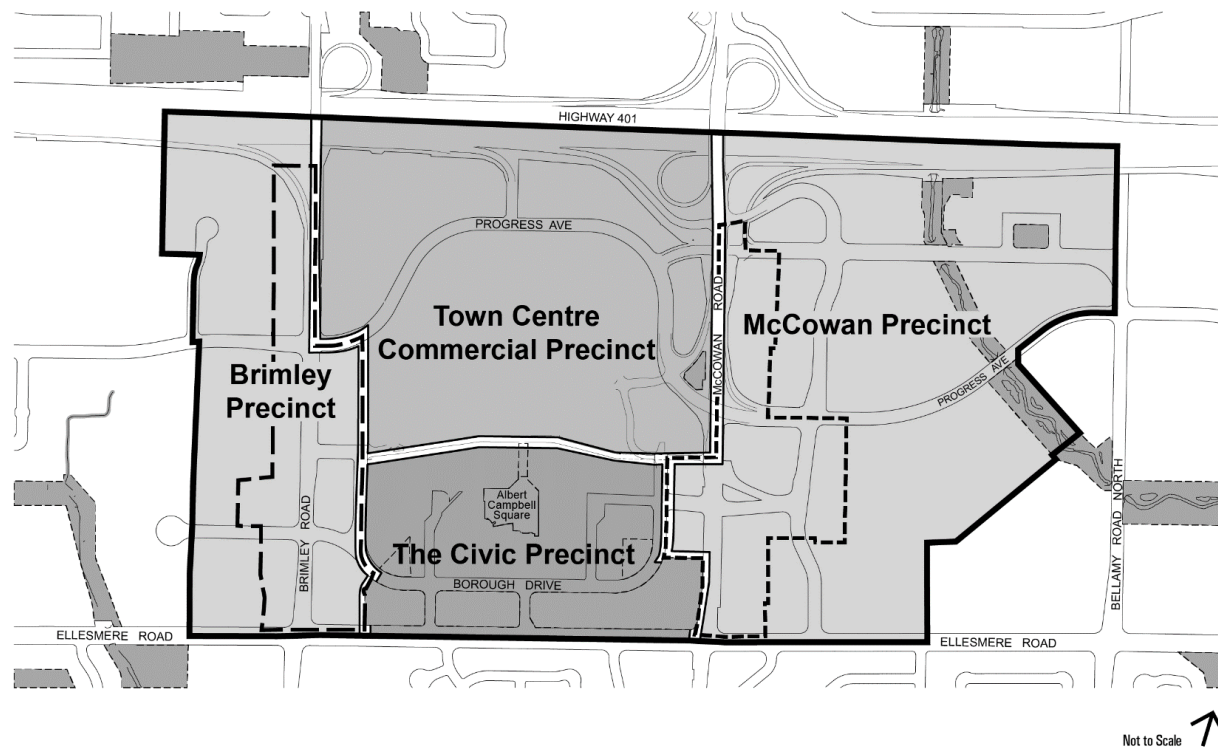 HIGHWAY 401
PROGRESS AVE
Town Centre
Commercial Precinct
McCOWAN ROAD
McCowan Precinct
Brimley
Precinct
PROGRESS AVE
Albert
Campbell
Square
BRIMLEY ROAD
The Civic Precinct
BOROUGH DRIVE
BELLAMY ROAD NORTH
ELLESMERE ROAD
ELLESMERE ROAD
Not to Scale